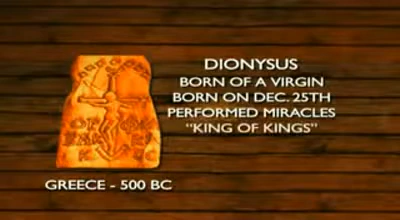 DIONYSUS
BORN OF A VIRGIN
BORN ON DEC. 25TH
PERFORMED MIRACLES
"KING OF KINGS"
GREECE - 500 BC